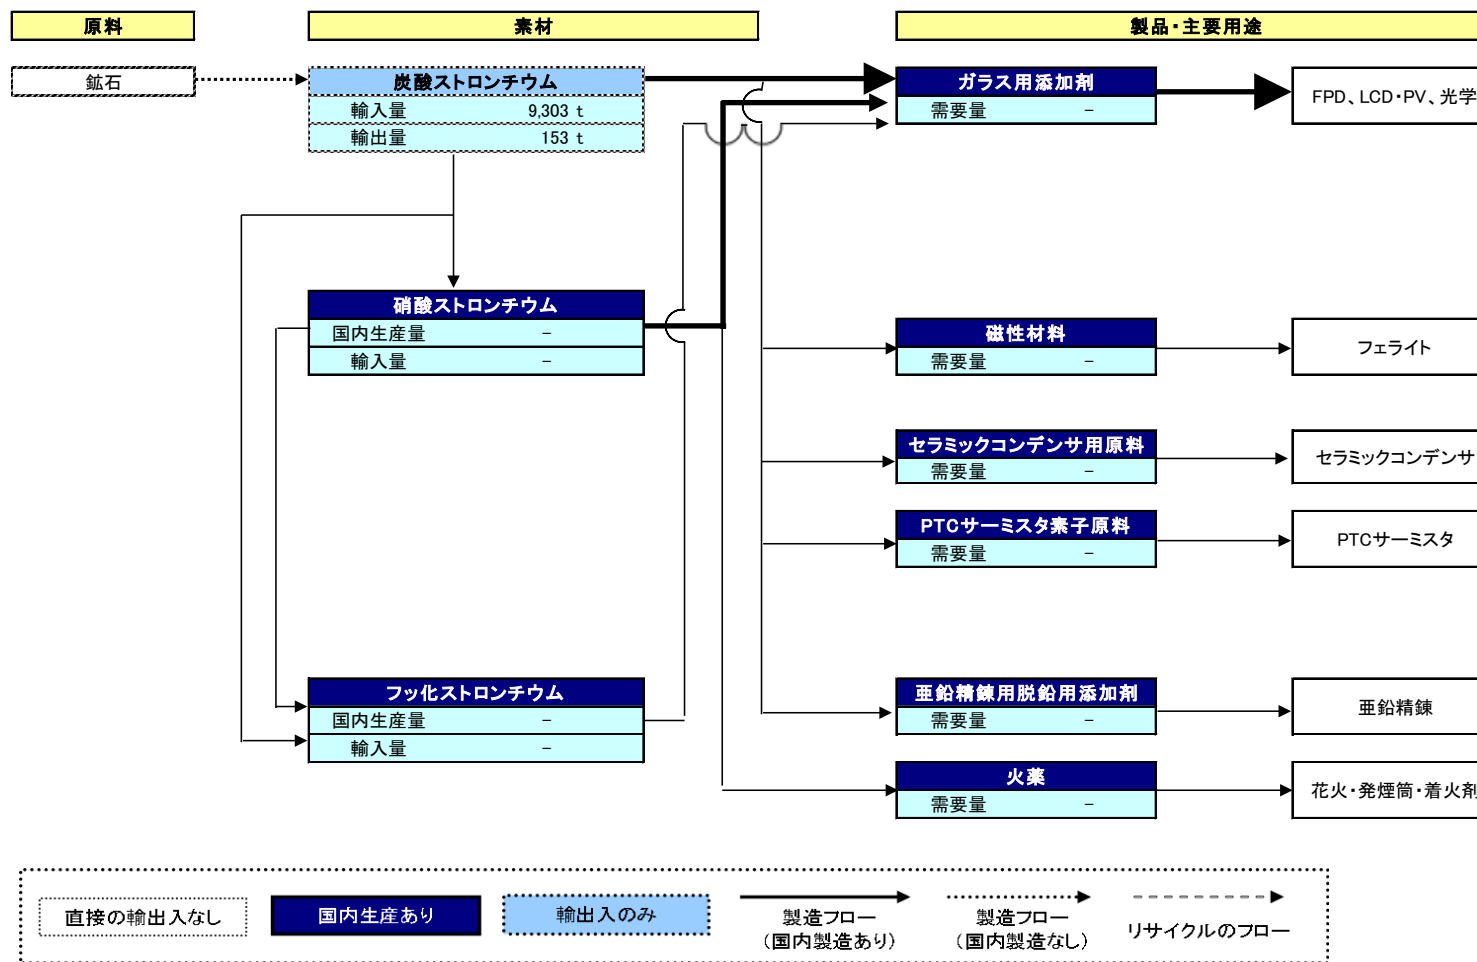 原料
素材
製品・主要用途
鉱石
炭酸ストロンチウム
輸入量 9,303 t
輸出量 153 t
ガラス用添加剤
需要量 －
FPD、LCD・PV、光学
硝酸ストロンチウム
国内生産量 －
輸入量 －
磁性材料
需要量 －
フェライト
セラミックコンデンサ用原料
需要量 －
セラミックコンデンサ
PTCサーミスタ素子原料
需要量 －
PTCサーミスタ
フッ化ストロンチウム
国内生産量 －
輸入量 －
亜鉛精錬用脱鉛用添加剤
需要量 －
亜鉛精錬
火薬
需要量 －
花火・発煙筒・着火剤
直接の輸出入なし
国内生産あり
輸出入のみ
製造フロー
（国内製造あり）
製造フロー
（国内製造なし）
リサイクルのフロー